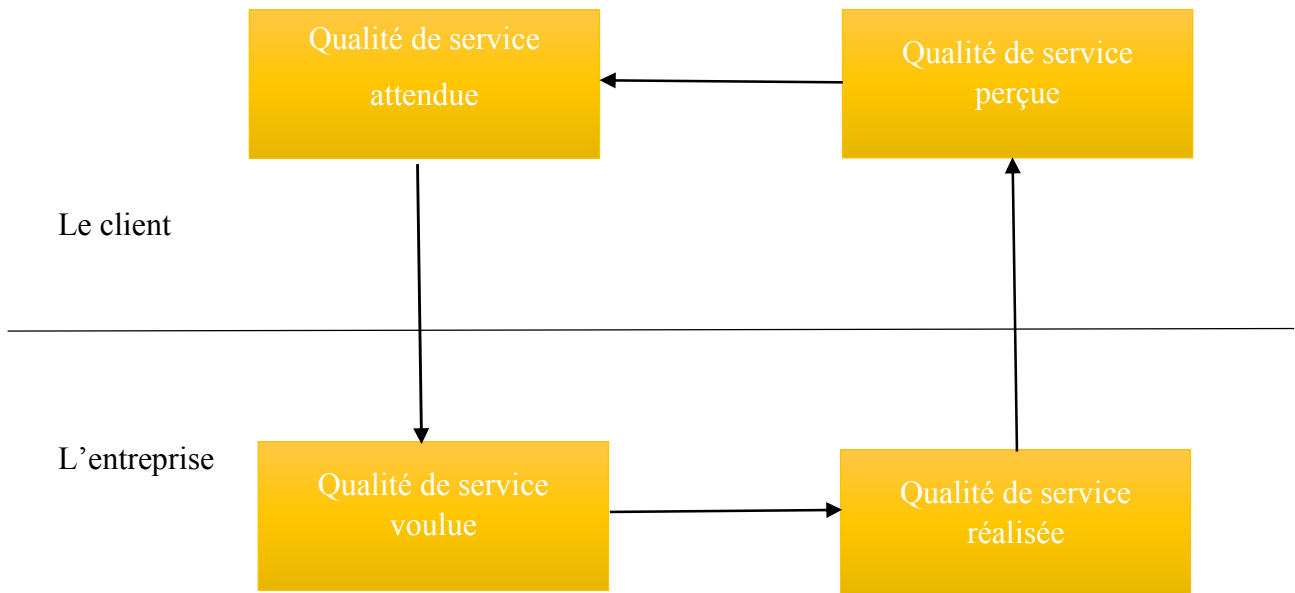 Qualité de service
attendue
Qualité de service
perçue
Le client
L’entreprise
Qualité de service
voulue
Qualité de service
réalisée